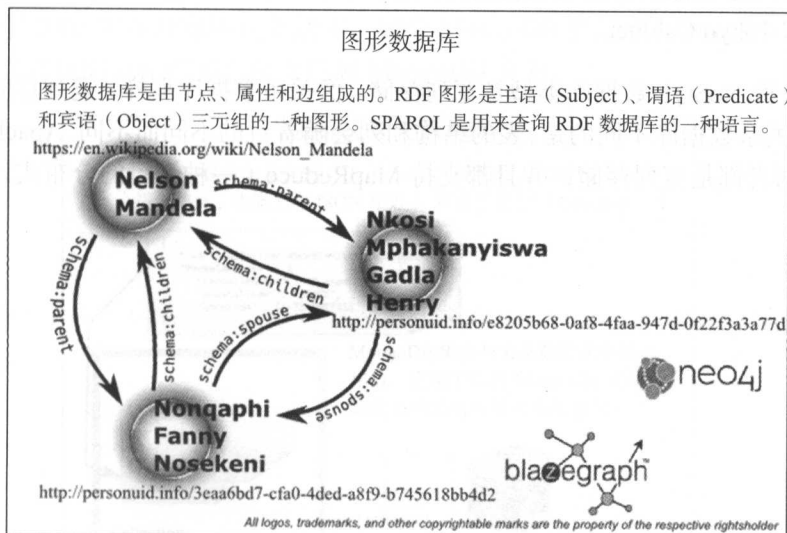 图形数据库
图形数据库是由节点、属性和边组成的。RDF 图形是主语（Subject）、谓语（Predicate）
和宾语（Object）三元组的一种图形。SPARQL 是用来查询 RDF 数据库的一种语言。
https://en.wikipedia.org/wiki/Nelson_Mandela
Nelson
Mandela
schema:parent
Nkosi
Mphakanyiswa
Gadla
Henry
schema:children
schema:parent
schema:children
schema:spouse
http://personuid.info/e8205b68-0af8-4faa-947d-0f22f3a3a77d
schema:spouse
neo4j
Nonqaphi
Fanny
Nosekeni
blazegraph™
http://personuid.info/3eaa6bd7-cfa0-4ded-a8f9-b745618bb4d2
All logos, trademarks, and other copyrightable marks are the property of the respective rightsholder